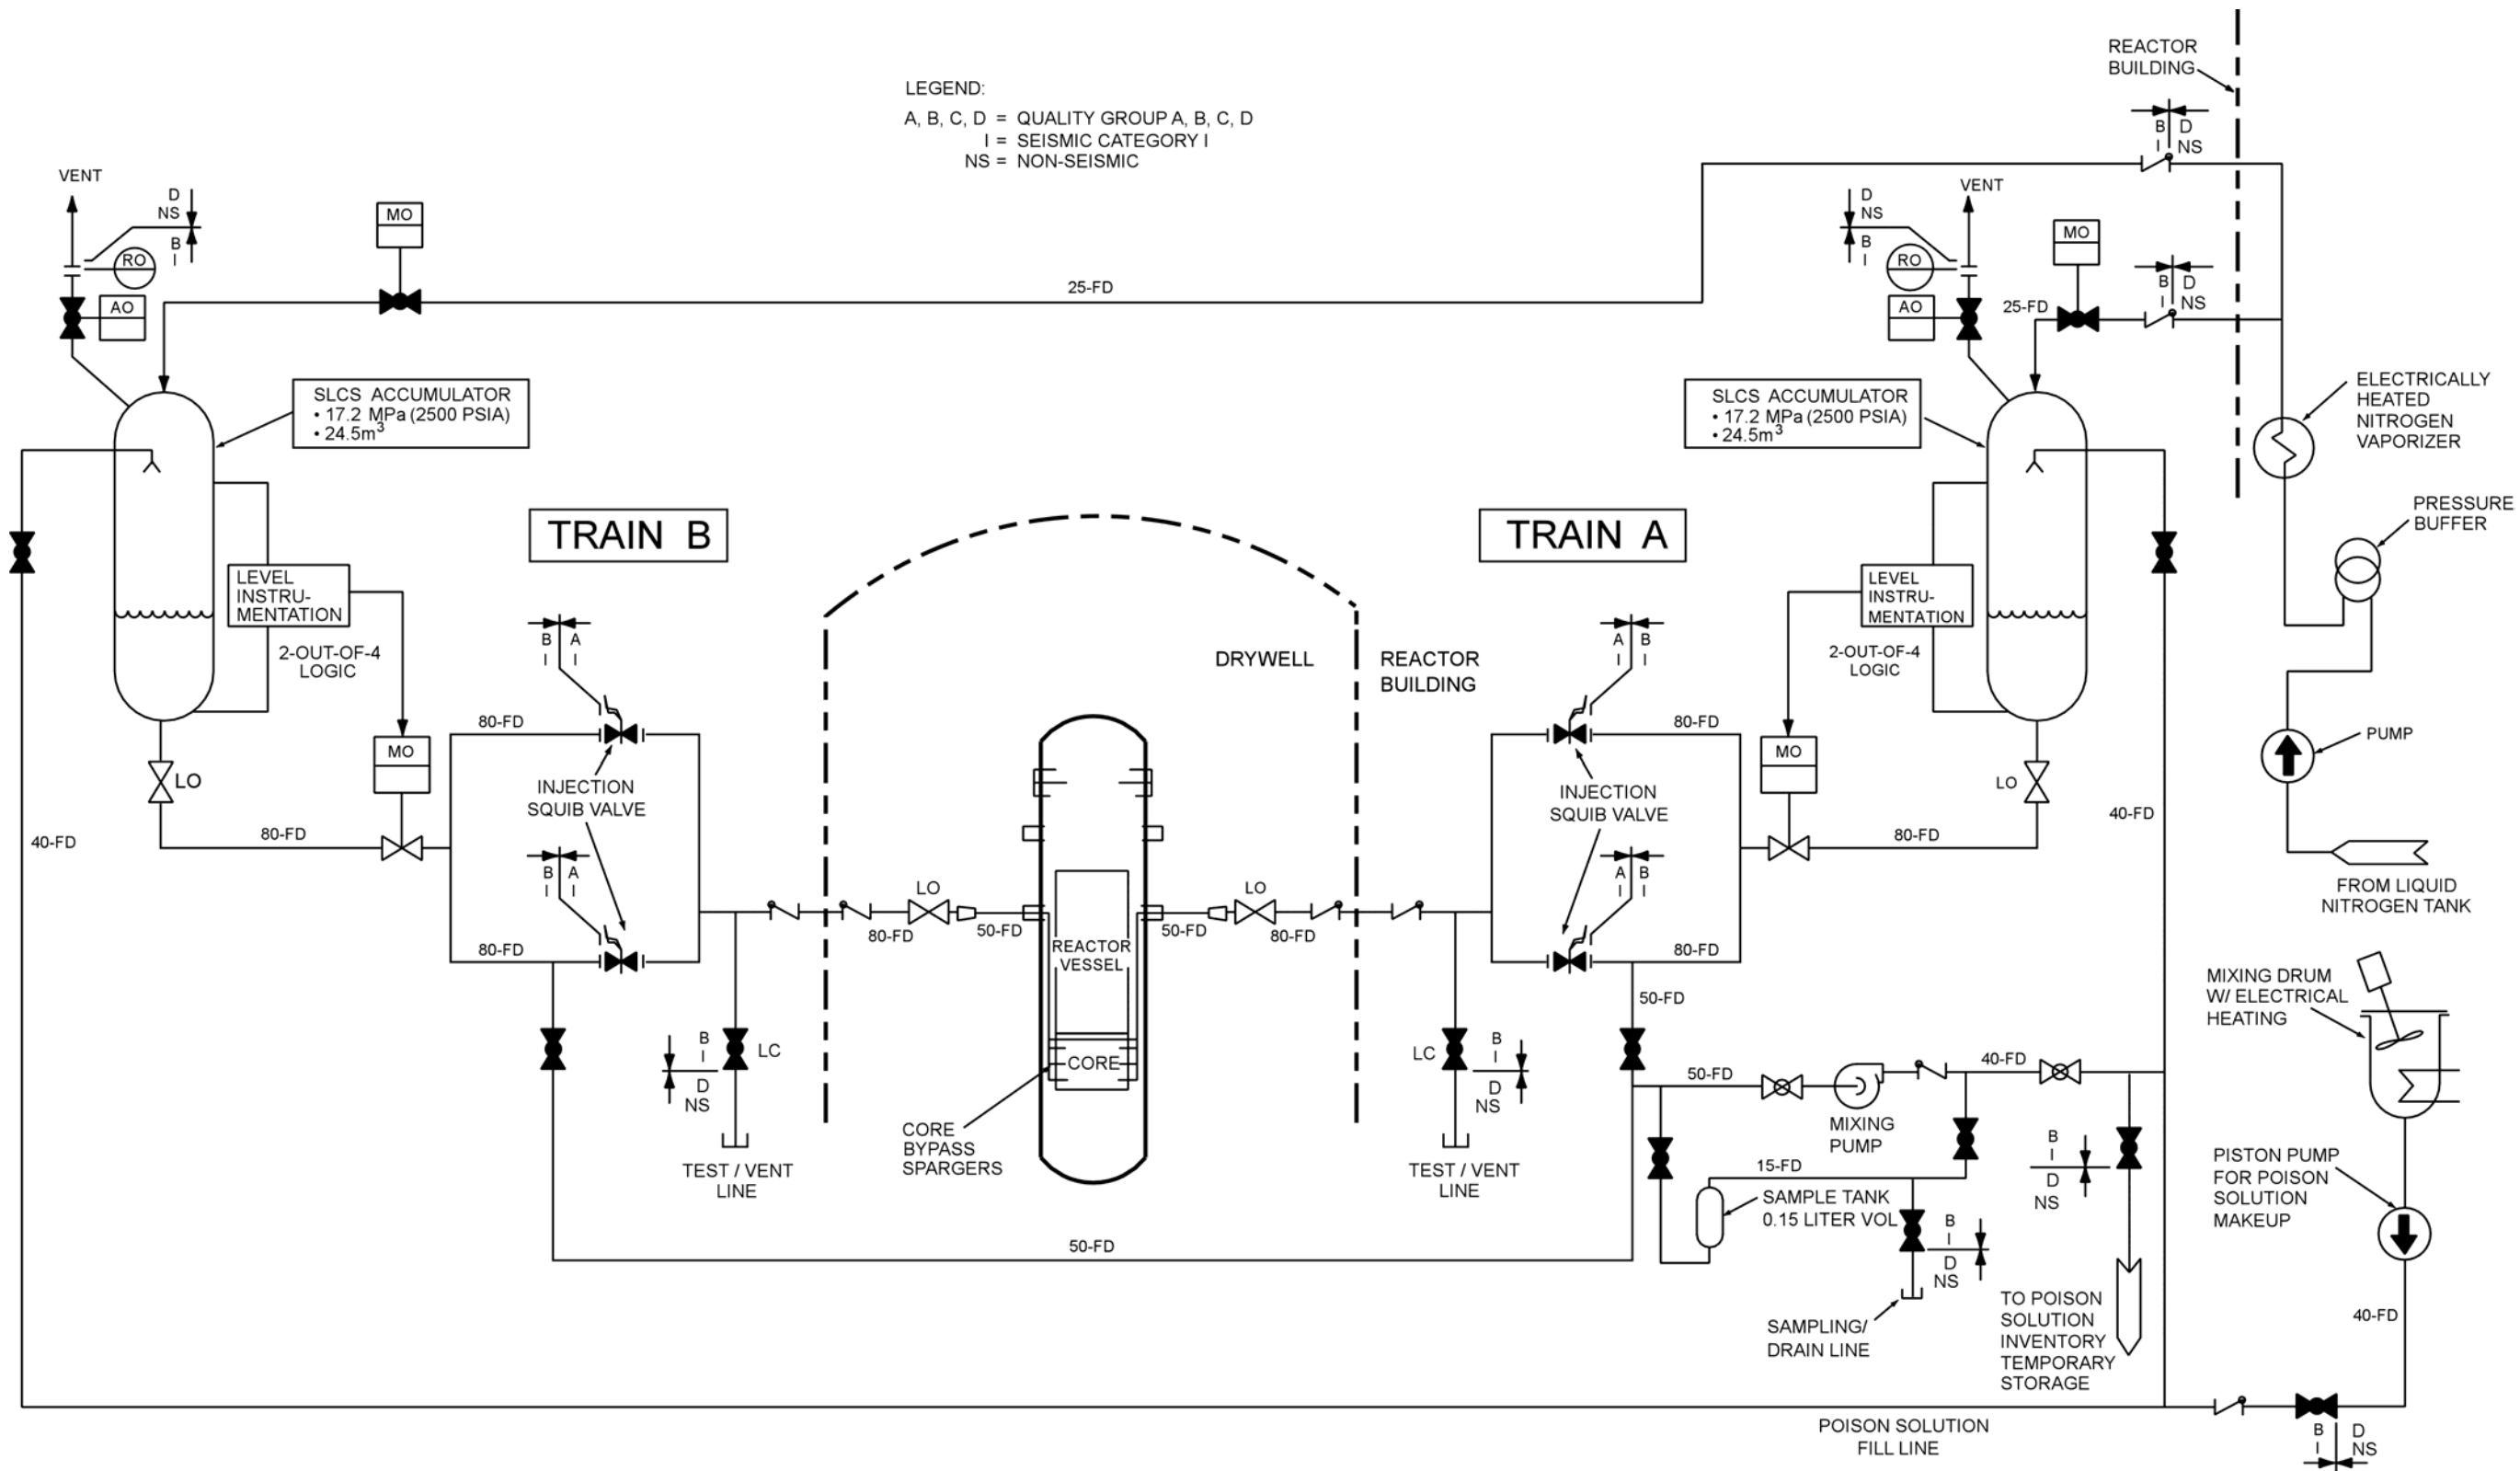 LEGEND:
A, B, C, D = QUALITY GROUP A, B, C, D
I = SEISMIC CATEGORY I
NS = NON-SEISMIC
REACTOR
BUILDING
B D
I NS
VENT
D
NS
B
I
RO
AO
MO
25-FD
VENT
D
NS
B
I
RO
AO
MO
25-FD
B D
I NS
SLCS ACCUMULATOR
• 17.2 MPa (2500 PSIA)
• 24.5m³
SLCS ACCUMULATOR
• 17.2 MPa (2500 PSIA)
• 24.5m³
ELECTRICALLY
HEATED
NITROGEN
VAPORIZER
PRESSURE
BUFFER
TRAIN B
TRAIN A
LEVEL
INSTRU-
MENTATION
2-OUT-OF-4
LOGIC
LEVEL
INSTRU-
MENTATION
2-OUT-OF-4
LOGIC
B A
I I
A B
I I
DRYWELL
REACTOR
BUILDING
80-FD
80-FD
MO
MO
PUMP
LO
LO
INJECTION
SQUIB VALVE
INJECTION
SQUIB VALVE
40-FD
80-FD
80-FD
40-FD
B A
I I
A B
I I
FROM LIQUID
NITROGEN TANK
LO
LO
80-FD
50-FD
50-FD
80-FD
80-FD
80-FD
REACTOR
VESSEL
CORE
CORE
BYPASS
SPARGERS
50-FD
MIXING DRUM
W/ ELECTRICAL
HEATING
B
I
D
NS
LC
TEST / VENT
LINE
LC
B
I
D
NS
TEST / VENT
LINE
50-FD
40-FD
MIXING
PUMP
15-FD
SAMPLE TANK
0.15 LITER VOL
B
I
D
NS
B
I
D
NS
PISTON PUMP
FOR POISON
SOLUTION
MAKEUP
50-FD
SAMPLING/
DRAIN LINE
TO POISON
SOLUTION
INVENTORY
TEMPORARY
STORAGE
40-FD
POISON SOLUTION
FILL LINE
B D
I NS